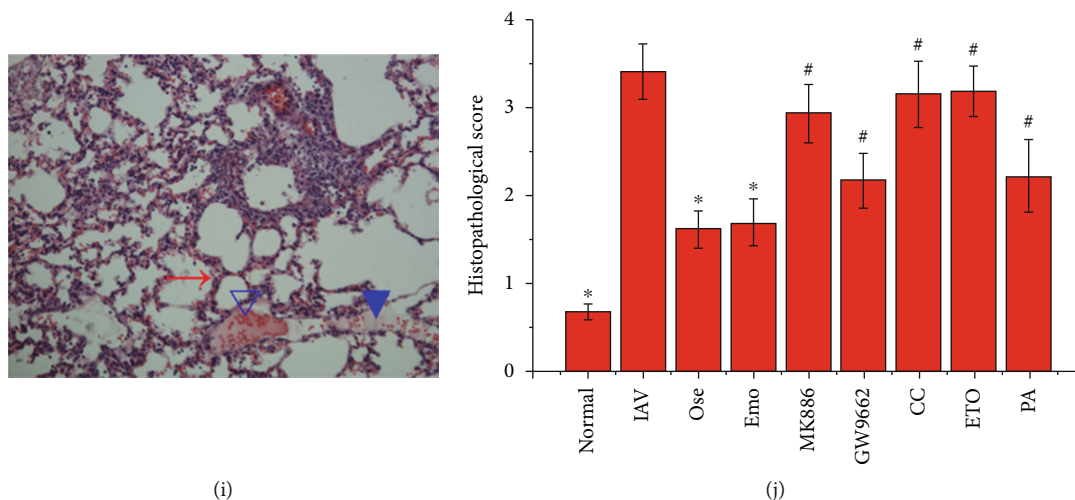 4
3
2
1
0
Histopathological score
*
*
*
#
#
#
#
#
Normal
IAV
Ose
Emo
MK886
GW9662
CC
ETO
PA
(i)
(j)